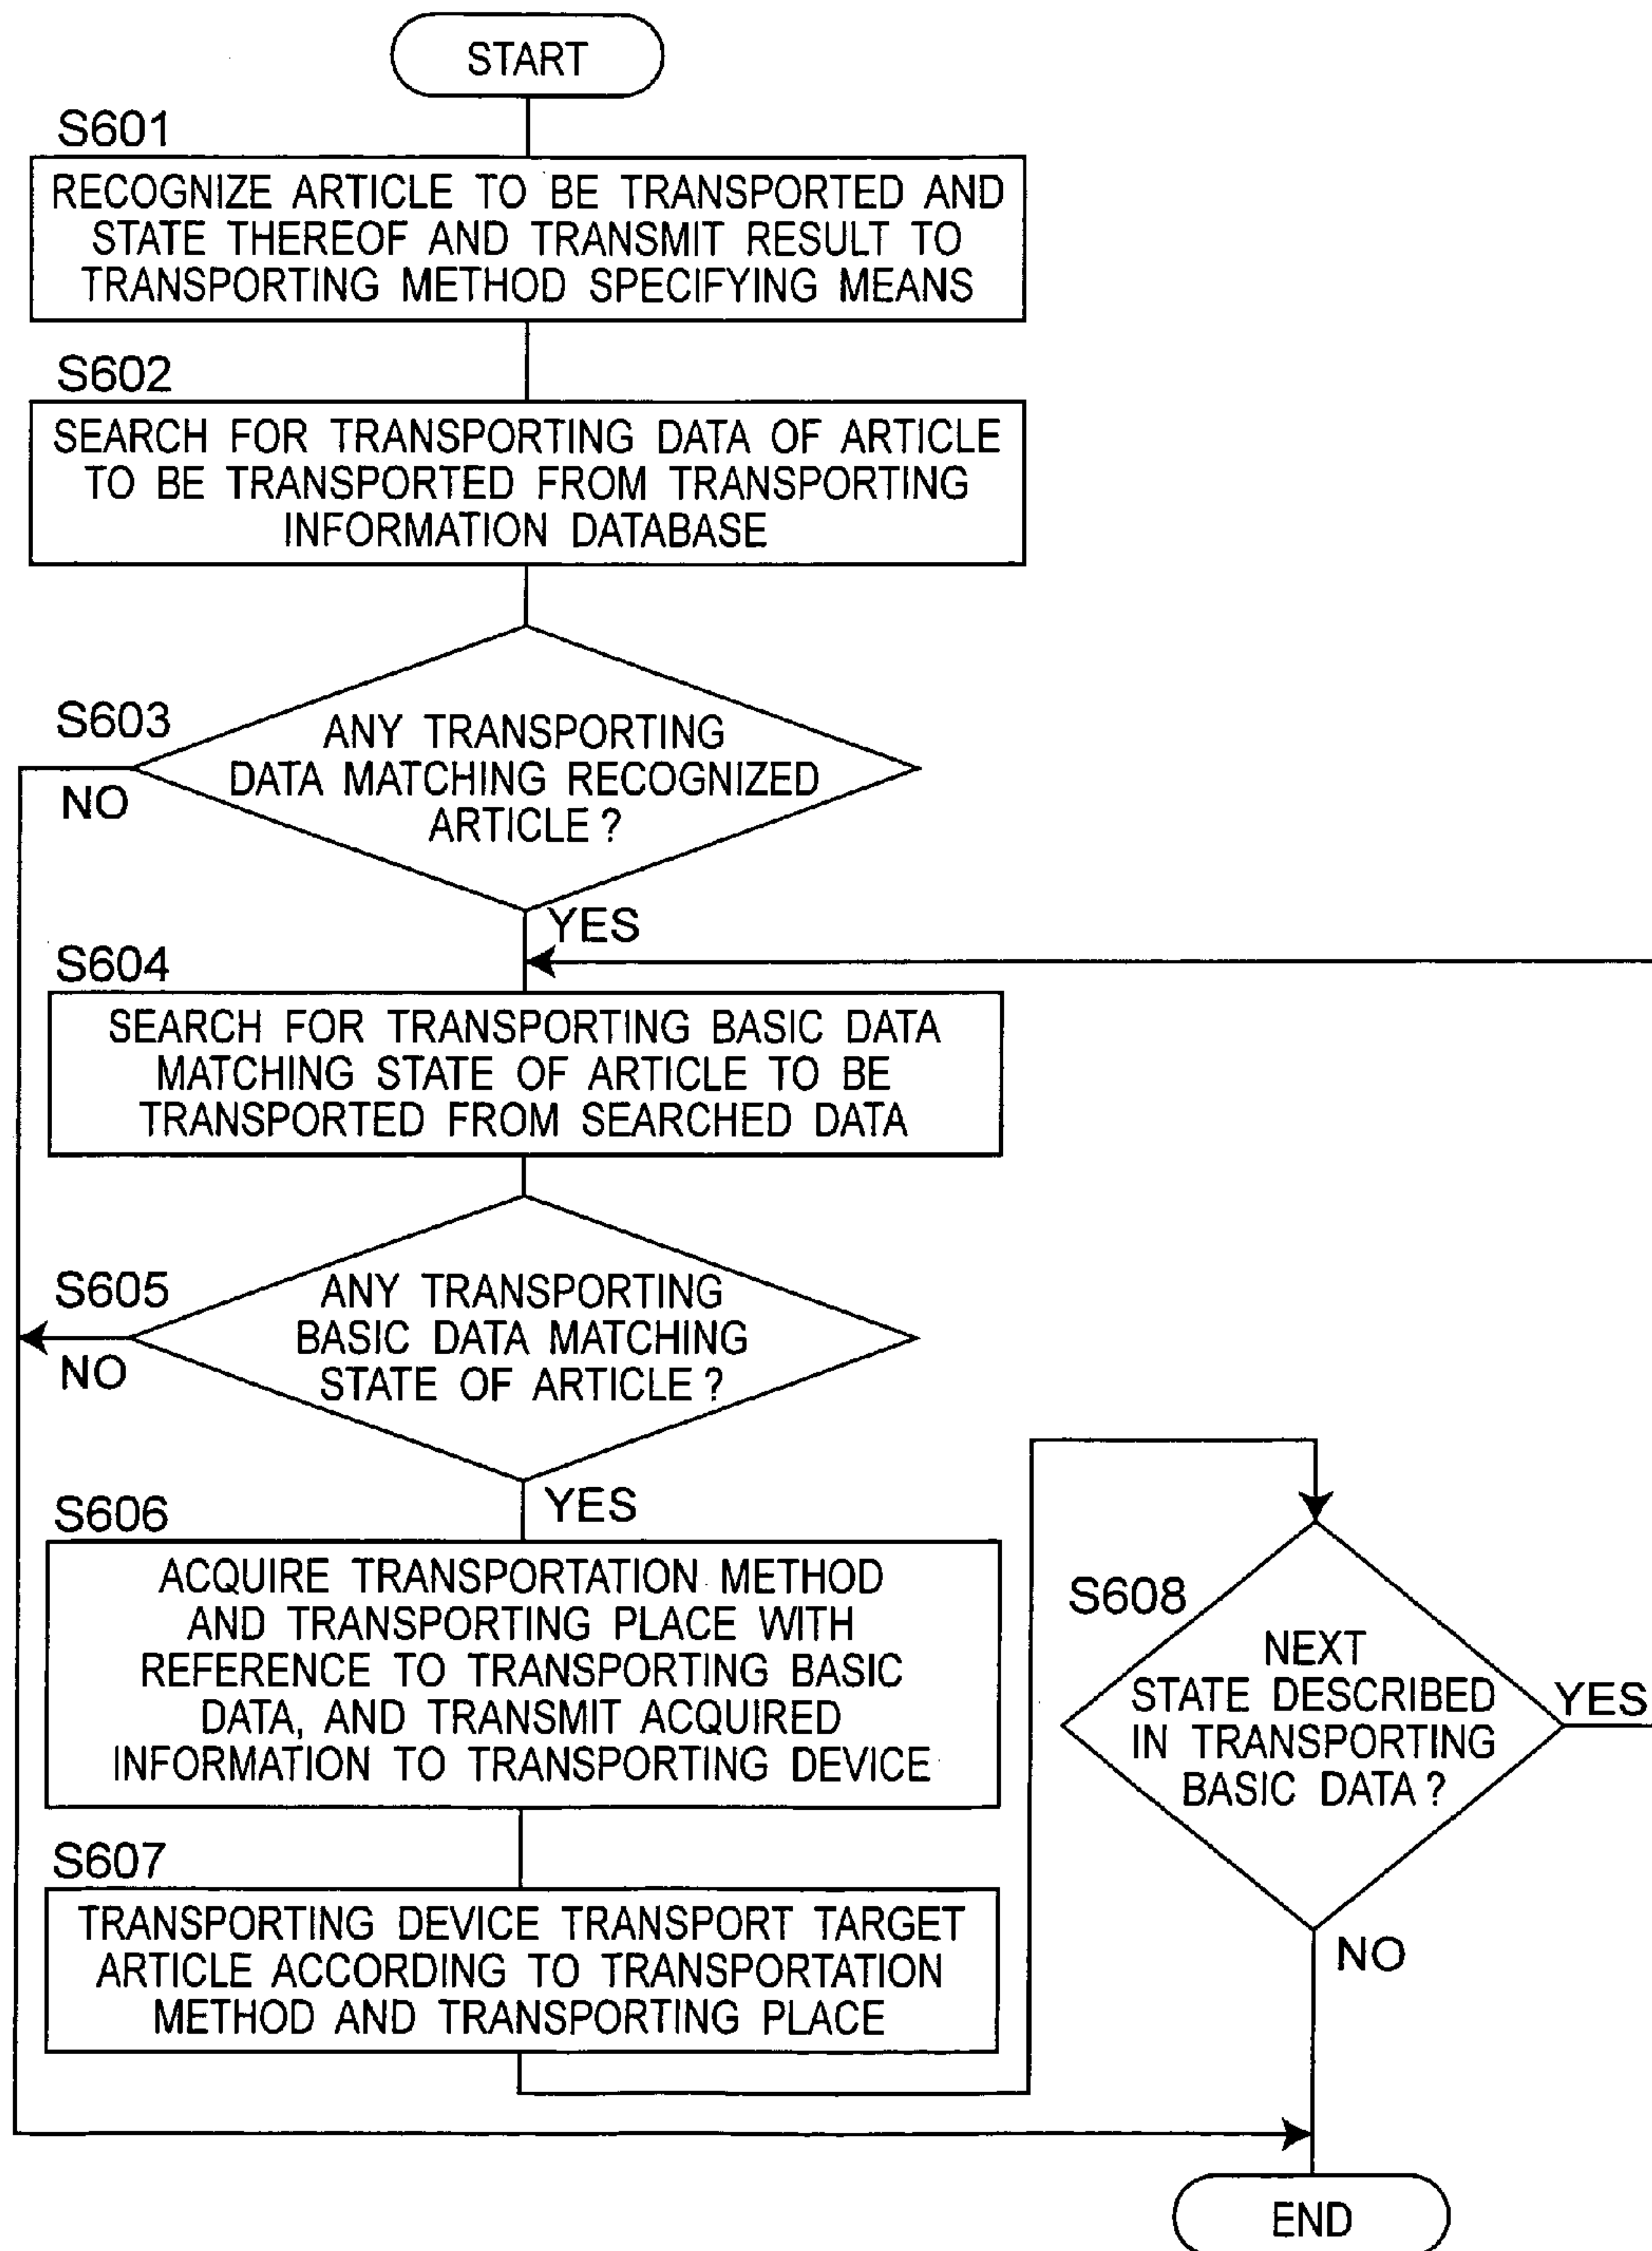 START
S601
RECOGNIZE ARTICLE TO BE TRANSPORTED AND
STATE THEREOF AND TRANSMIT RESULT TO
TRANSPORTING METHOD SPECIFYING MEANS
S602
SEARCH FOR TRANSPORTING DATA OF ARTICLE
TO BE TRANSPORTED FROM TRANSPORTING
INFORMATION DATABASE
S603
ANY TRANSPORTING
DATA MATCHING RECOGNIZED
ARTICLE ?
NO
YES
S604
SEARCH FOR TRANSPORTING BASIC DATA
MATCHING STATE OF ARTICLE TO BE
TRANSPORTED FROM SEARCHED DATA
S605
ANY TRANSPORTING
BASIC DATA MATCHING
STATE OF ARTICLE ?
NO
YES
S606
ACQUIRE TRANSPORTATION METHOD
AND TRANSPORTING PLACE WITH
REFERENCE TO TRANSPORTING BASIC
DATA, AND TRANSMIT ACQUIRED
INFORMATION TO TRANSPORTING DEVICE
S607
TRANSPORTING DEVICE TRANSPORT TARGET
ARTICLE ACCORDING TO TRANSPORTATION
METHOD AND TRANSPORTING PLACE
S608
NEXT
STATE DESCRIBED
IN TRANSPORTING
BASIC DATA ?
YES
NO
END